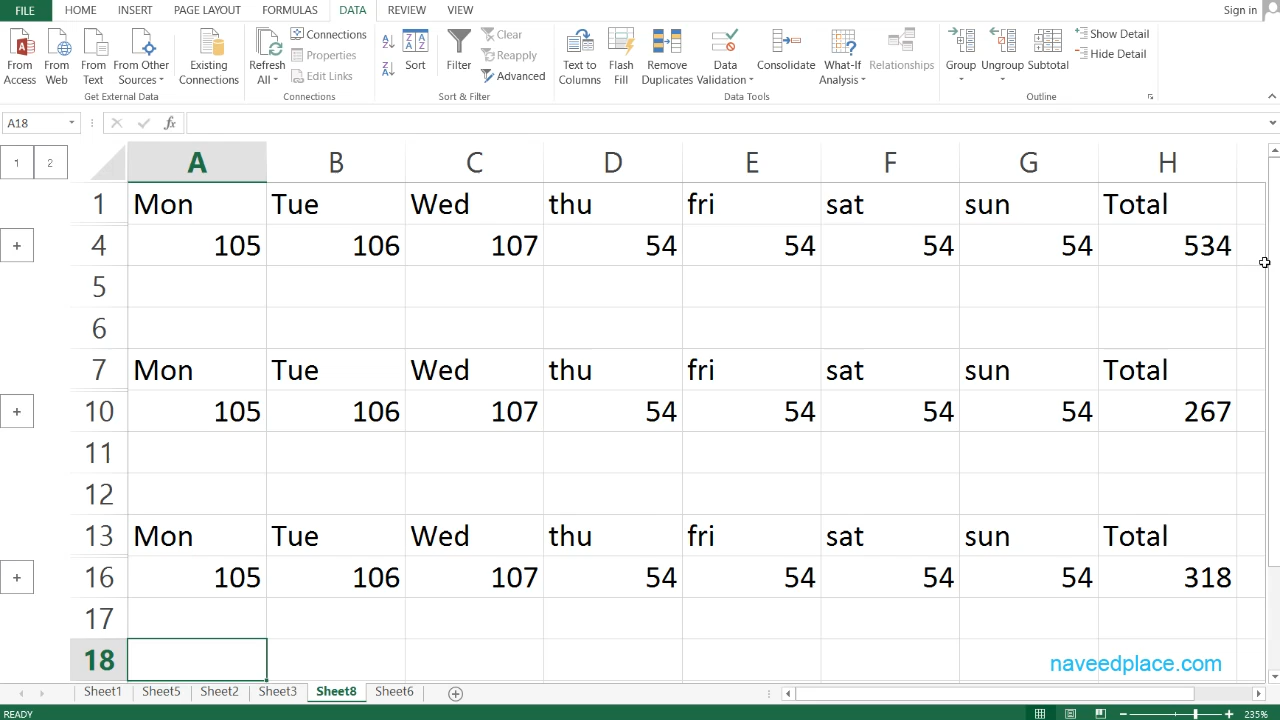 FILE HOME INSERT PAGE LAYOUT FORMULAS DATA REVIEW VIEW Sign in
From Access From Web From Text From Other Sources Existing Connections Refresh All Connections Properties Edit Links Sort Filter Clear Reapply Advanced Text to Columns Flash Fill Remove Duplicates Data Validation Consolidate What-If Analysis Relationships Group Ungroup Subtotal Show Detail Hide Detail
Get External Data Connections Sort & Filter Data Tools Outline
A18 fx
1 2 A B C D E F G H
1 Mon Tue Wed thu fri sat sun Total
4 105 106 107 54 54 54 54 534
5
6
7 Mon Tue Wed thu fri sat sun Total
10 105 106 107 54 54 54 54 267
11
12
13 Mon Tue Wed thu fri sat sun Total
16 105 106 107 54 54 54 54 318
17
18
naveedplace.com
Sheet1 Sheet5 Sheet2 Sheet3 Sheet8 Sheet6
READY 235%